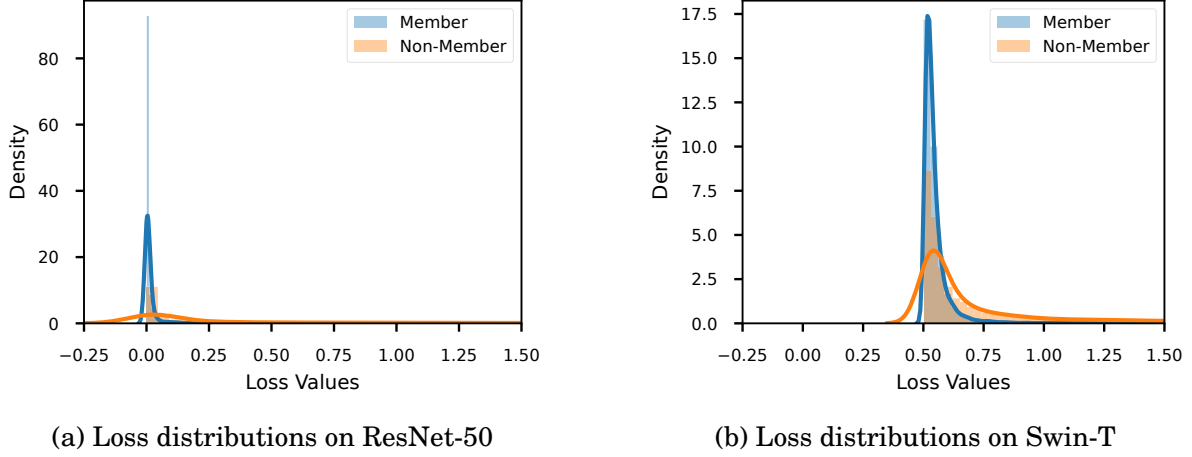 Member
Non-Member
80
60
40
20
0
Density
−0.25 0.00 0.25 0.50 0.75 1.00 1.25 1.50
Loss Values
(a) Loss distributions on ResNet-50
Member
Non-Member
17.5
15.0
12.5
10.0
7.5
5.0
2.5
0.0
Density
−0.25 0.00 0.25 0.50 0.75 1.00 1.25 1.50
Loss Values
(b) Loss distributions on Swin-T